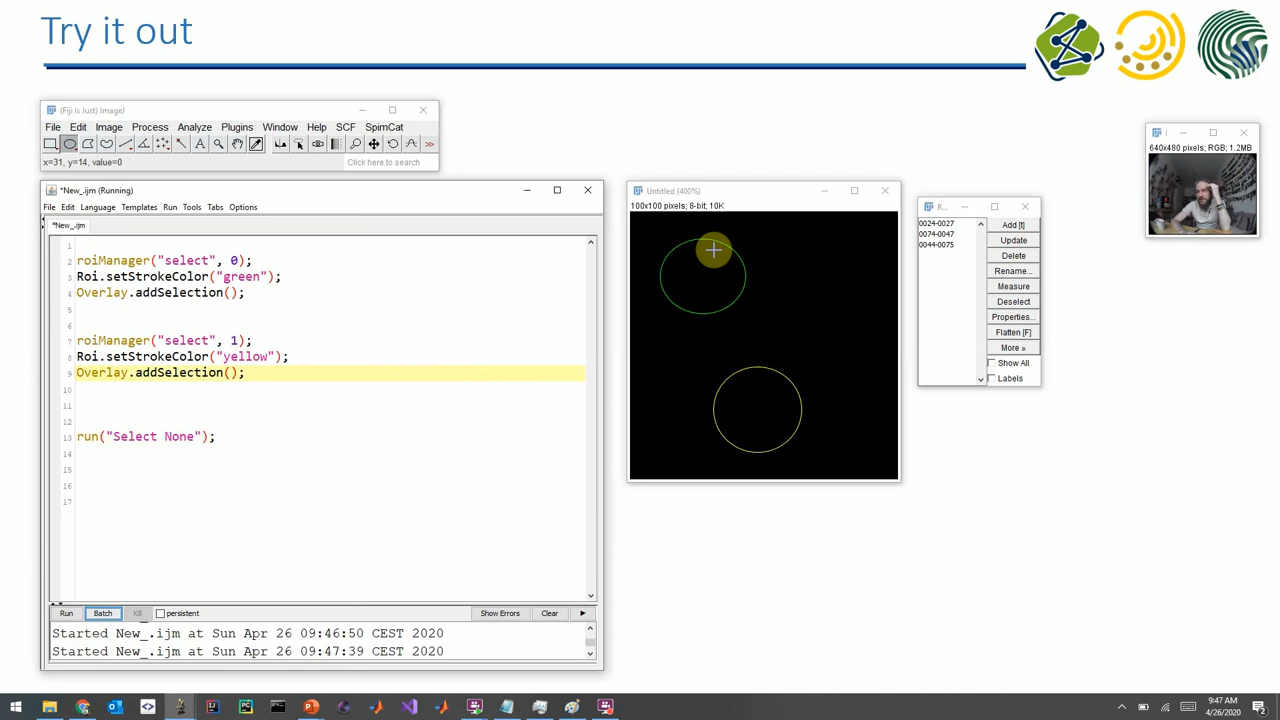 Try it out
(Fiji Is Just) ImageJ
File Edit Image Process Analyze Plugins Window Help SCF SpimCat
x=31, y=14, value=0
Click here to search
*New_.ijm (Running)
File Edit Language Templates Run Tools Tabs Options
*New_.ijm
1
2 roiManager("select", 0);
3 Roi.setStrokeColor("green");
4 Overlay.addSelection();
5
6
7 roiManager("select", 1);
8 Roi.setStrokeColor("yellow");
9 Overlay.addSelection();
10
11
12
13 run("Select None");
14
15
16
17
Run Batch Kill persistent Show Errors Clear
Started New_.ijm at Sun Apr 26 09:46:50 CEST 2020
Started New_.ijm at Sun Apr 26 09:47:39 CEST 2020
Untitled (400%)
100x100 pixels; 8-bit; 10K
R...
0024-0027
0074-0047
0044-0075
Add [t]
Update
Delete
Rename...
Measure
Deselect
Properties...
Flatten [F]
More »
Show All
Labels
640x480 pixels; RGB; 1.2MB
9:47 AM
4/26/2020
2